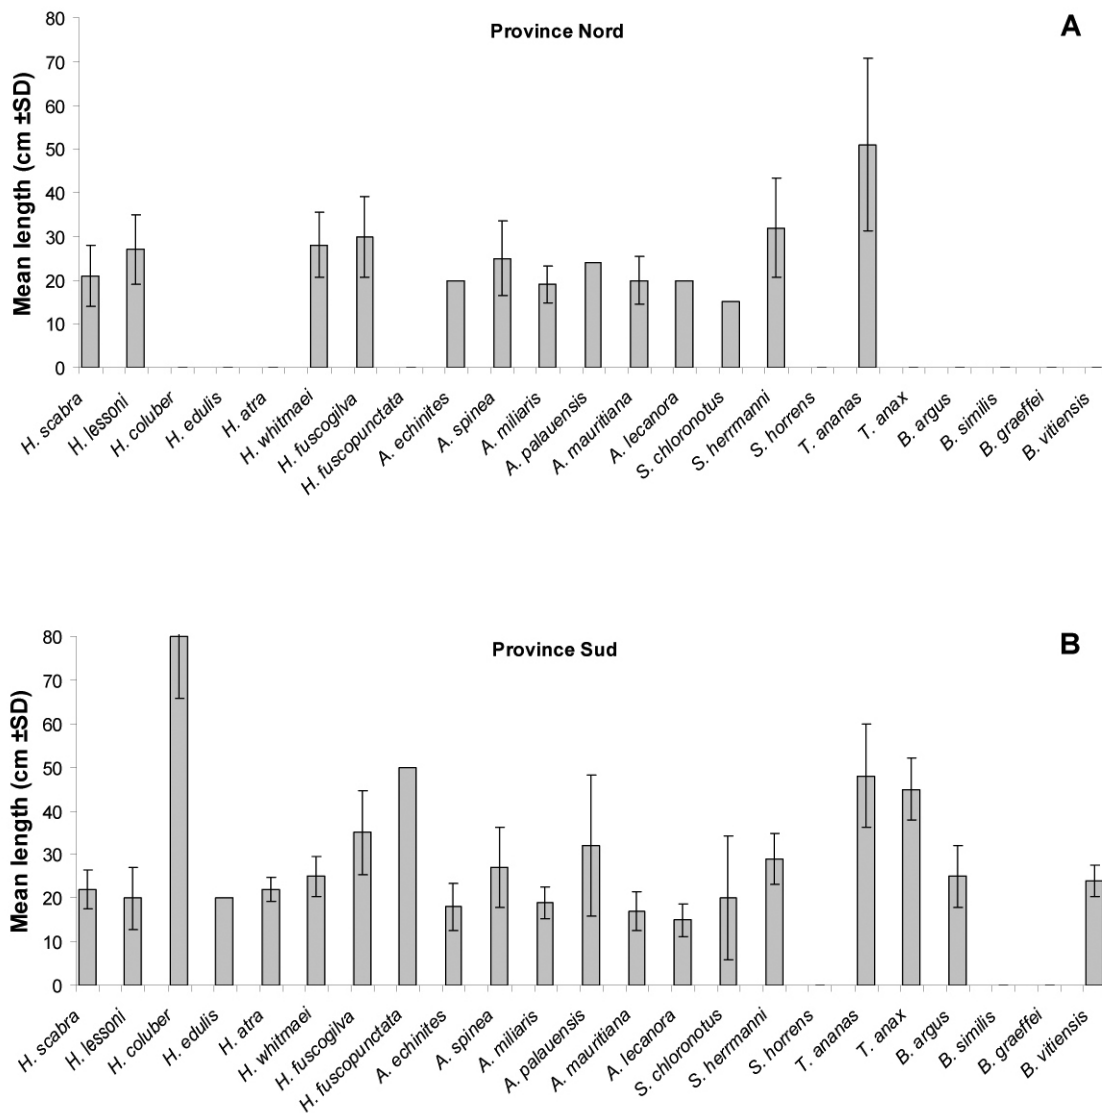 Province Nord
A
Mean length (cm ±SD)
80
70
60
50
40
30
20
10
0
H. scabra
H. lessoni
H. coluber
H. edulis
H. atra
H. whitmaei
H. fuscogilva
H. fuscopunctata
A. echinites
A. spinea
A. miliaris
A. palauensis
A. mauritiana
A. lecanora
S. chloronotus
S. herrmanni
S. horrens
T. ananas
T. anax
B. argus
B. similis
B. graeffei
B. vitiensis
Province Sud
B
Mean length (cm ±SD)
80
70
60
50
40
30
20
10
0
H. scabra
H. lessoni
H. coluber
H. edulis
H. atra
H. whitmaei
H. fuscogilva
H. fuscopunctata
A. echinites
A. spinea
A. miliaris
A. palauensis
A. mauritiana
A. lecanora
S. chloronotus
S. herrmanni
S. horrens
T. ananas
T. anax
B. argus
B. similis
B. graeffei
B. vitiensis